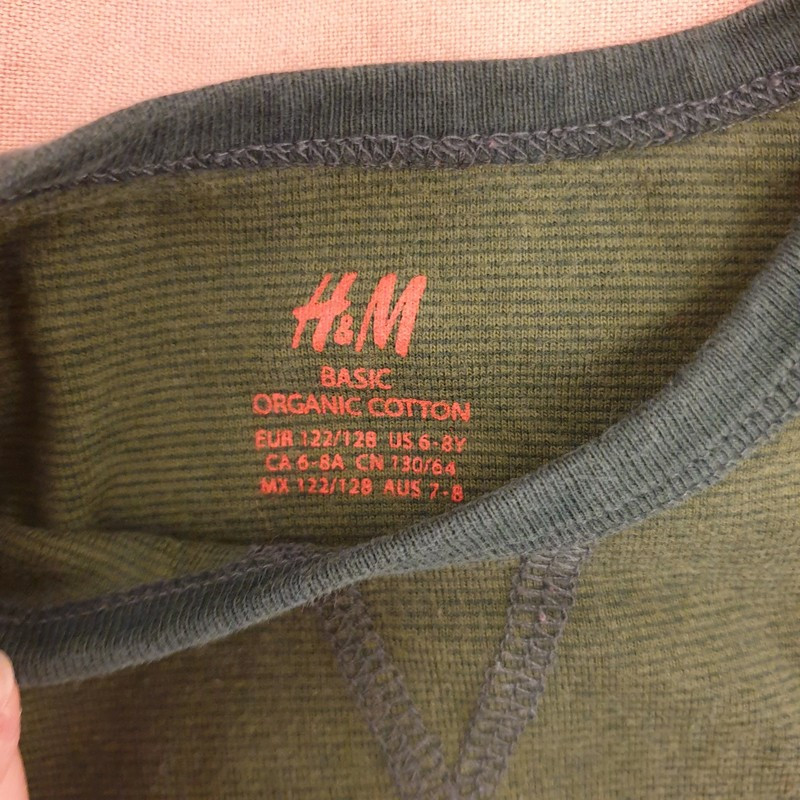 H&M
BASIC
ORGANIC COTTON
EUR 122/128 US 6-8Y
CA 6-8A CN 130/64
MX 122/128 AUS 7-8